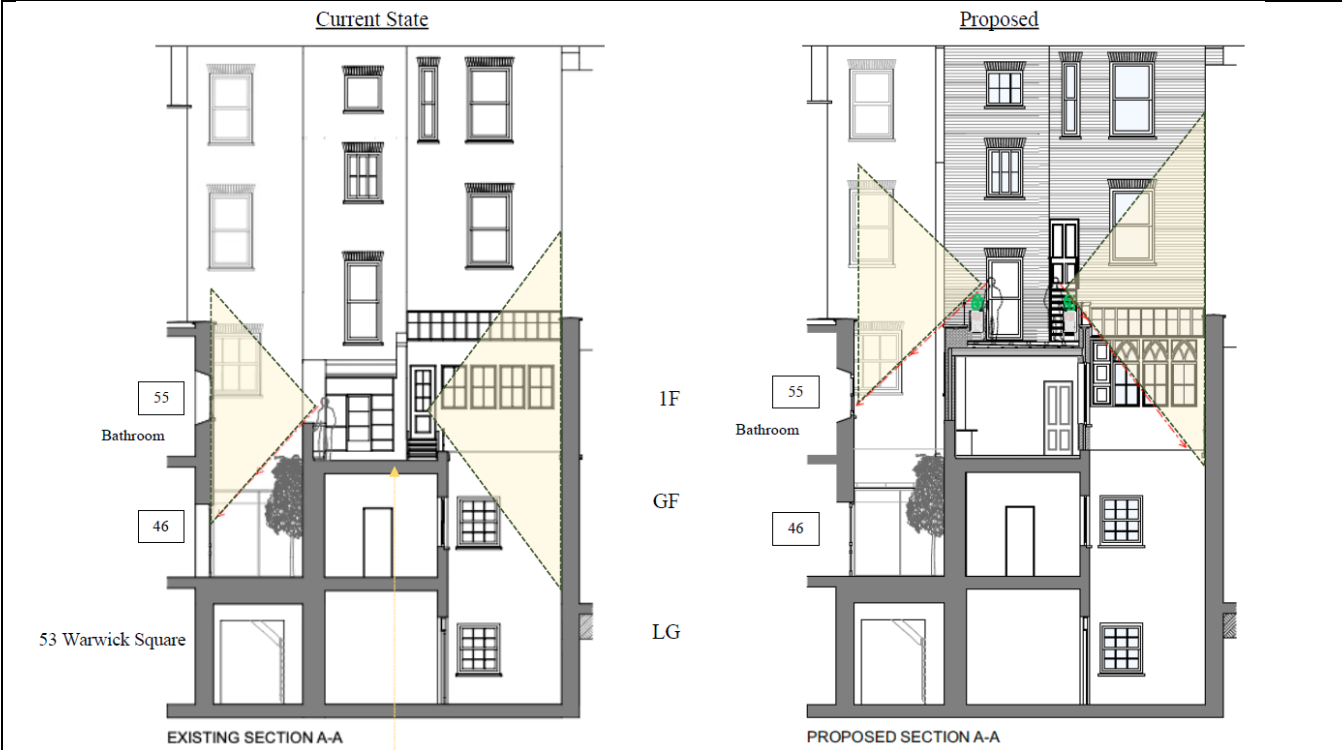 Current State
Proposed
55
Bathroom
46
53 Warwick Square
1F
GF
LG
55
Bathroom
46
EXISTING SECTION A-A
PROPOSED SECTION A-A